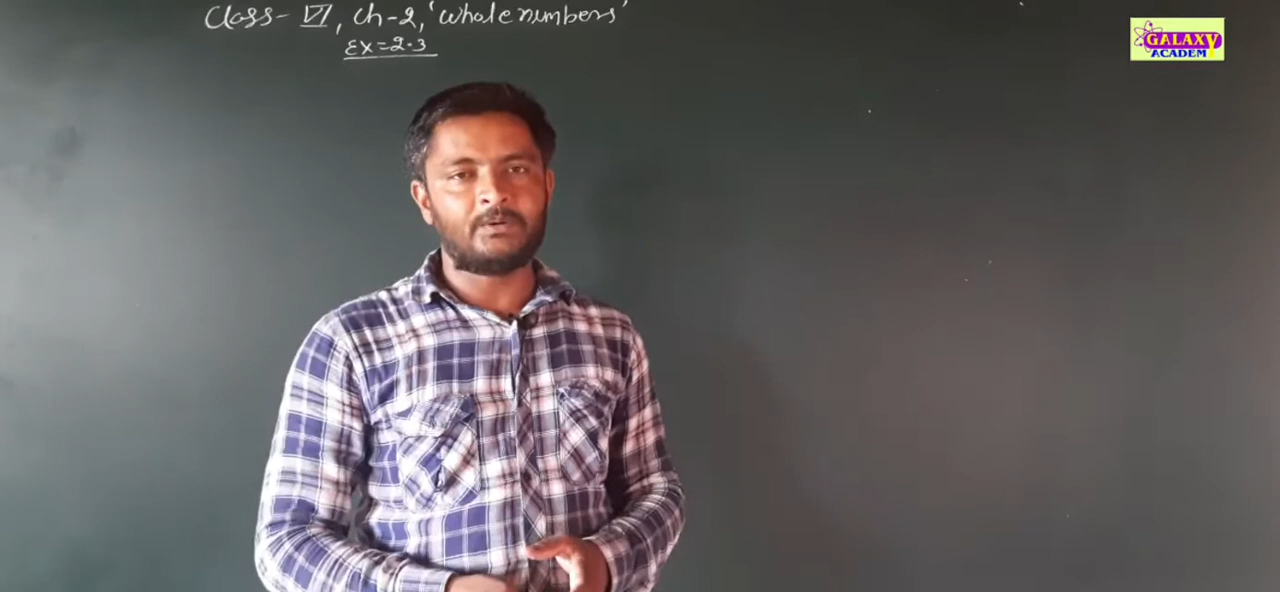 Class- VI, Ch-2, 'whole numbers'
Ex=2.3
GALAXY
ACADEM